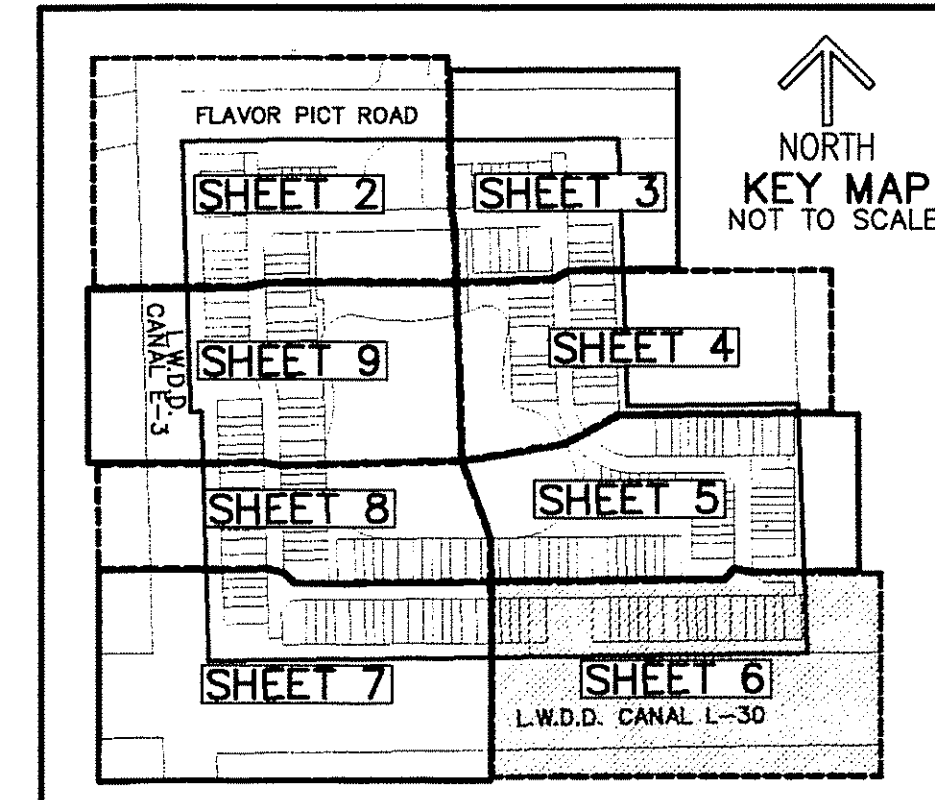 FLAVOR PICT ROAD
NORTH
KEY MAP
NOT TO SCALE
SHEET 2
SHEET 3
L.W.D.D.
CANAL E-3
SHEET 9
SHEET 4
SHEET 8
SHEET 5
SHEET 7
SHEET 6
L.W.D.D. CANAL L-30